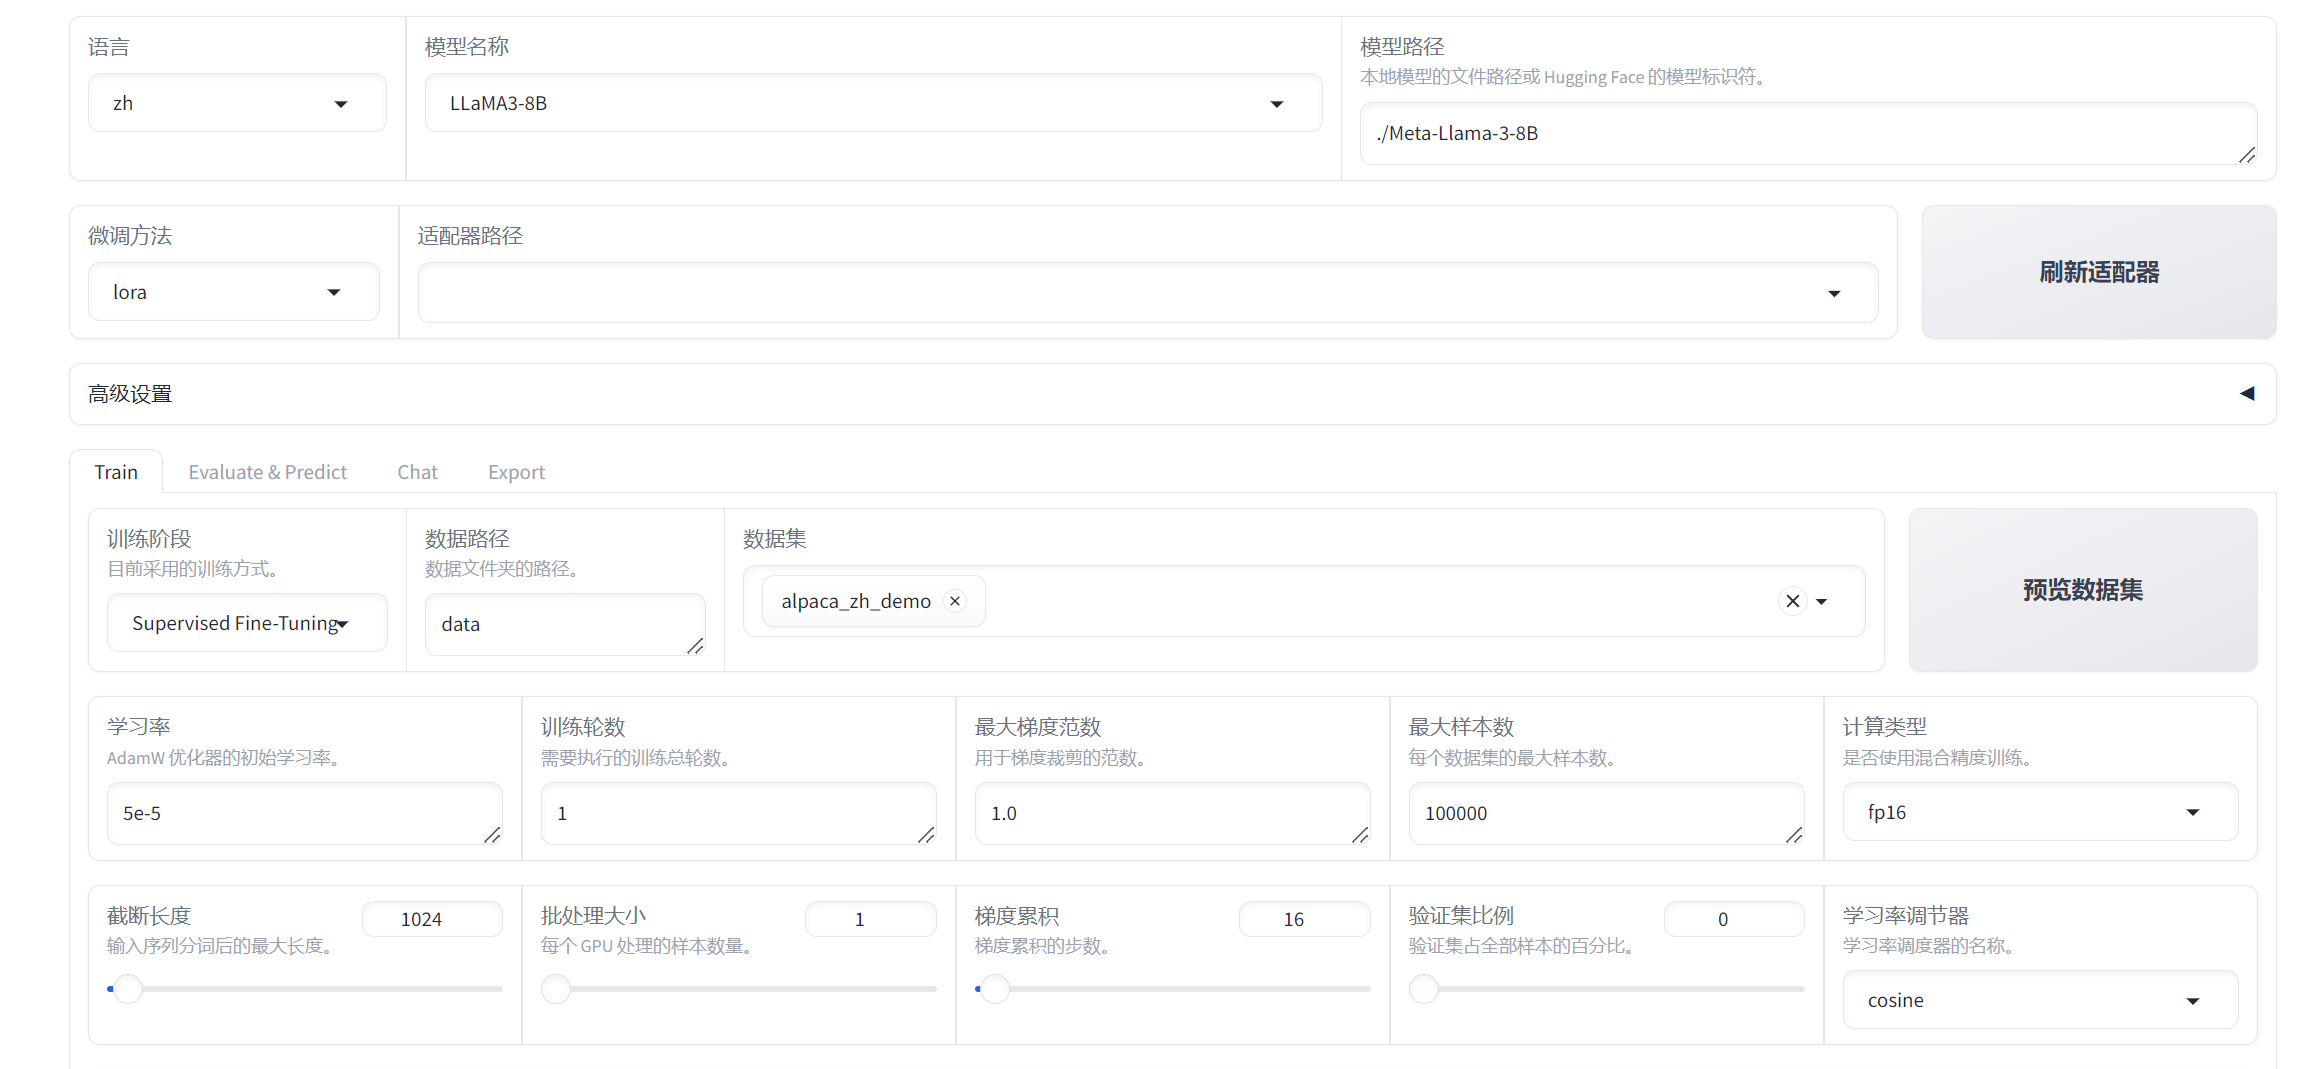 语言
zh
模型名称
LLaMA3-8B
模型路径
本地模型的文件路径或 Hugging Face 的模型标识符。
./Meta-Llama-3-8B
微调方法
lora
适配器路径
刷新适配器
高级设置
Train
Evaluate & Predict
Chat
Export
训练阶段
目前采用的训练方式。
Supervised Fine-Tuning
数据路径
数据文件夹的路径。
data
数据集
alpaca_zh_demo
预览数据集
学习率
AdamW 优化器的初始学习率。
5e-5
训练轮数
需要执行的训练总轮数。
1
最大梯度范数
用于梯度裁剪的范数。
1.0
最大样本数
每个数据集的最大样本数。
100000
计算类型
是否使用混合精度训练。
fp16
截断长度
1024
输入序列分词后的最大长度。
批处理大小
1
每个 GPU 处理的样本数量。
梯度累积
16
梯度累积的步数。
验证集比例
0
验证集占全部样本的百分比。
学习率调节器
学习率调度器的名称。
cosine